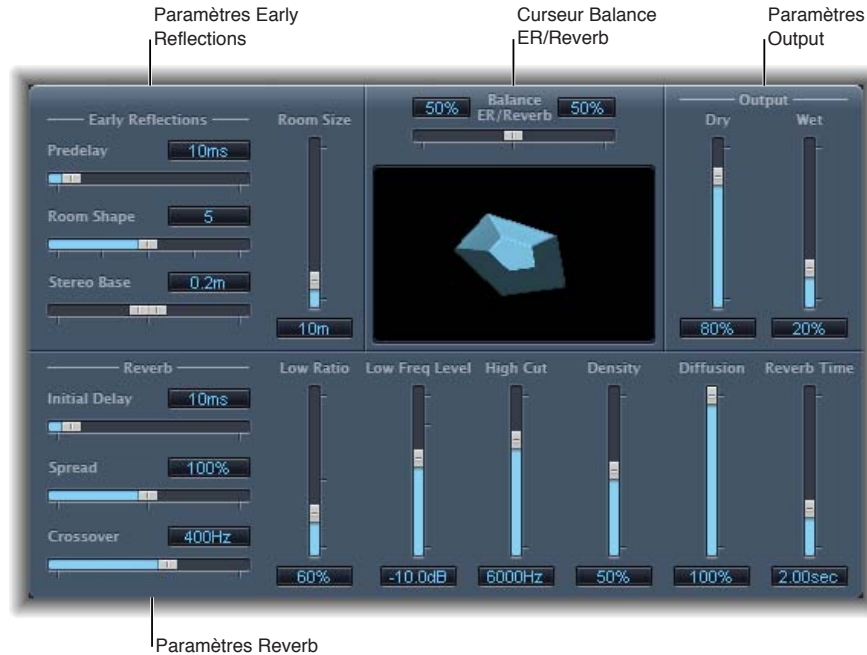 Paramètres Early
Reflections
Curseur Balance
ER/Reverb
Paramètres
Output
Early Reflections
Room Size
50%
Balance
ER/Reverb
50%
Output
Dry
Wet
Predelay
10ms
Room Shape
5
Stereo Base
0.2m
10m
80%
20%
Reverb
Low Ratio
Low Freq Level
High Cut
Density
Diffusion
Reverb Time
Initial Delay
10ms
Spread
100%
Crossover
400Hz
60%
-10.0dB
6000Hz
50%
100%
2.00sec
Paramètres Reverb